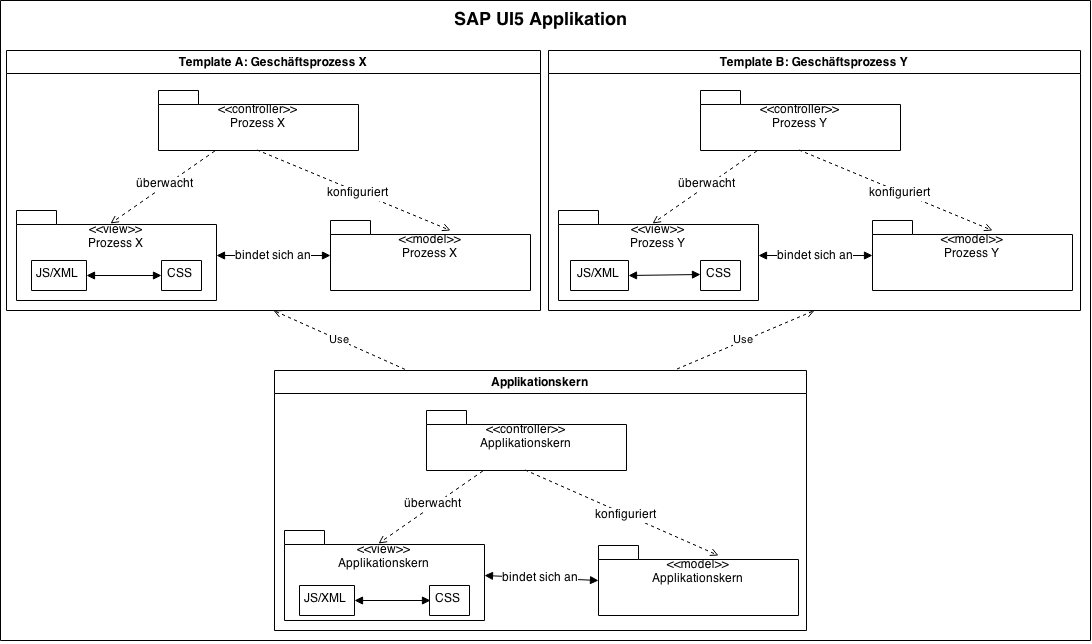 SAP UI5 Applikation
Template A: Geschäftsprozess X
<<controller>>
Prozess X
überwacht
konfiguriert
<<view>>
Prozess X
JS/XML
CSS
bindet sich an
<<model>>
Prozess X
Template B: Geschäftsprozess Y
<<controller>>
Prozess Y
überwacht
konfiguriert
<<view>>
Prozess Y
JS/XML
CSS
bindet sich an
<<model>>
Prozess Y
Use
Use
Applikationskern
<<controller>>
Applikationskern
überwacht
konfiguriert
<<view>>
Applikationskern
JS/XML
CSS
bindet sich an
<<model>>
Applikationskern